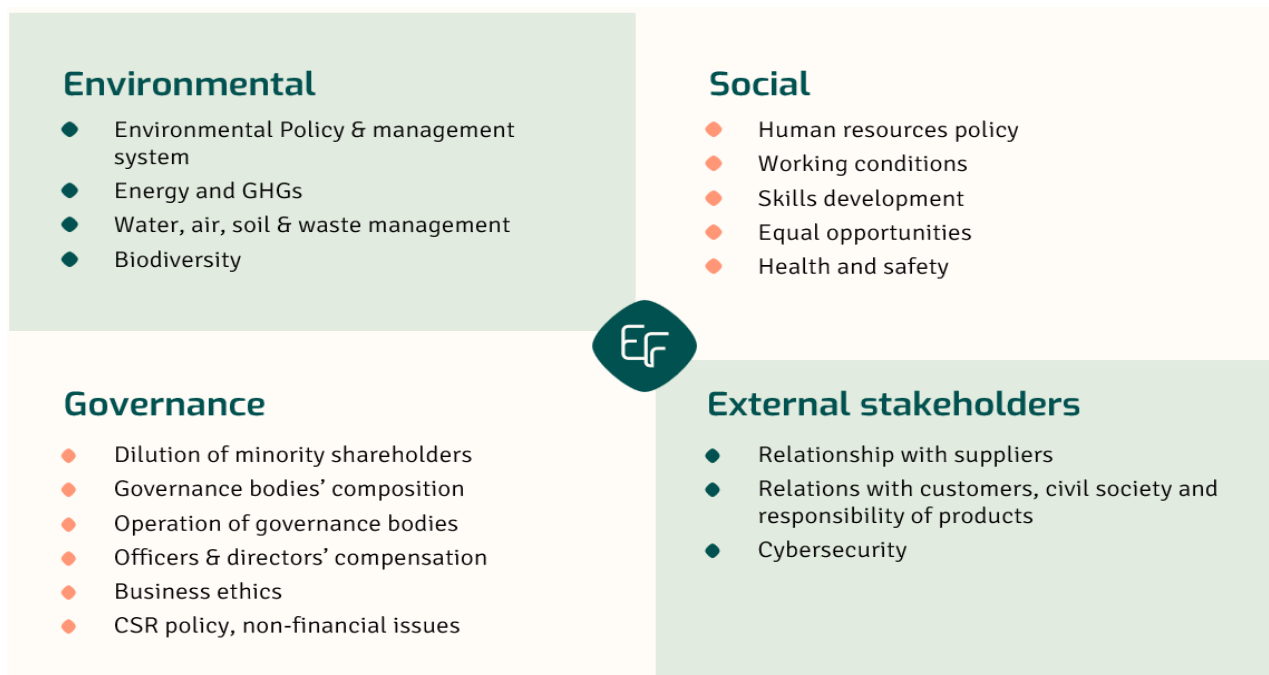 Environmental
Environmental Policy & management
system
Energy and GHGs
Water, air, soil & waste management
Biodiversity
Social
Human resources policy
Working conditions
Skills development
Equal opportunities
Health and safety
Governance
Dilution of minority shareholders
Governance bodies’ composition
Operation of governance bodies
Officers & directors’ compensation
Business ethics
CSR policy, non-financial issues
External stakeholders
Relationship with suppliers
Relations with customers, civil society and
responsibility of products
Cybersecurity